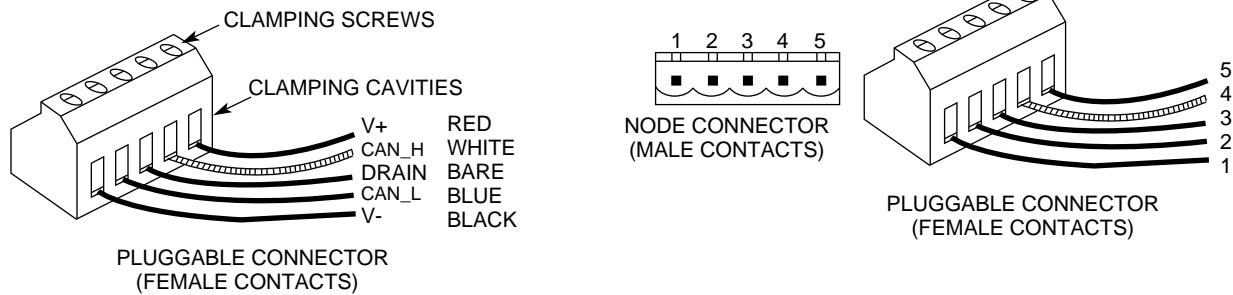 CLAMPING SCREWS
CLAMPING CAVITIES
V+ RED
CAN_H WHITE
DRAIN BARE
CAN_L BLUE
V- BLACK
PLUGGABLE CONNECTOR
(FEMALE CONTACTS)
1 2 3 4 5
NODE CONNECTOR
(MALE CONTACTS)
5
4
3
2
1
PLUGGABLE CONNECTOR
(FEMALE CONTACTS)